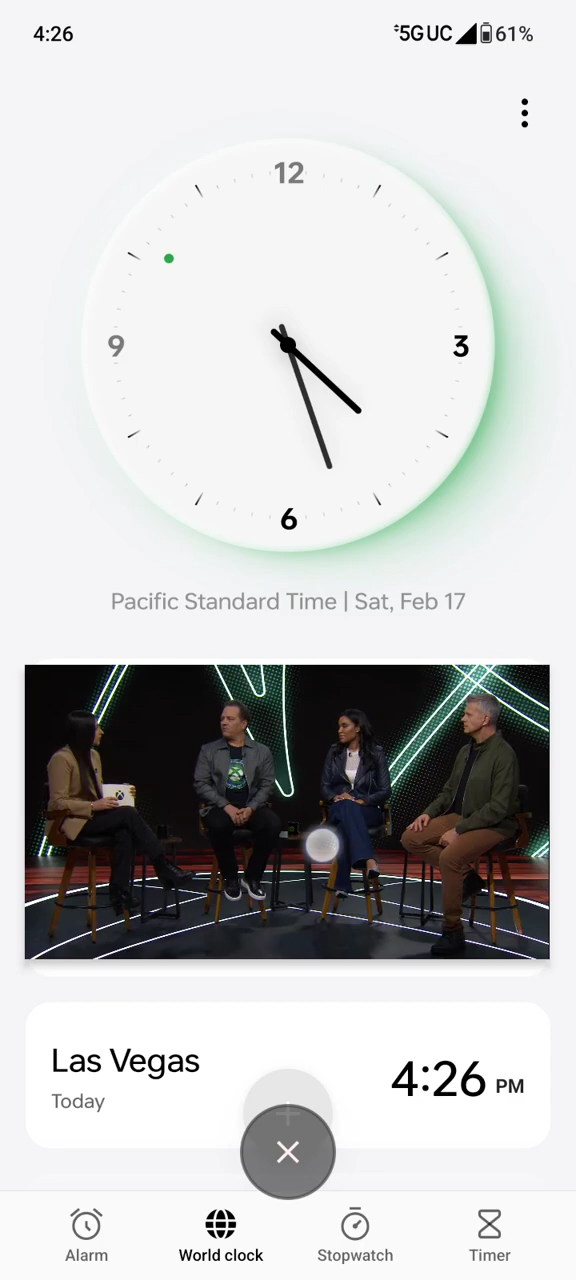 4:26
5G UC
61%
12
9
3
6
Pacific Standard Time | Sat, Feb 17
Las Vegas
Today
4:26 PM
Alarm
World clock
Stopwatch
Timer